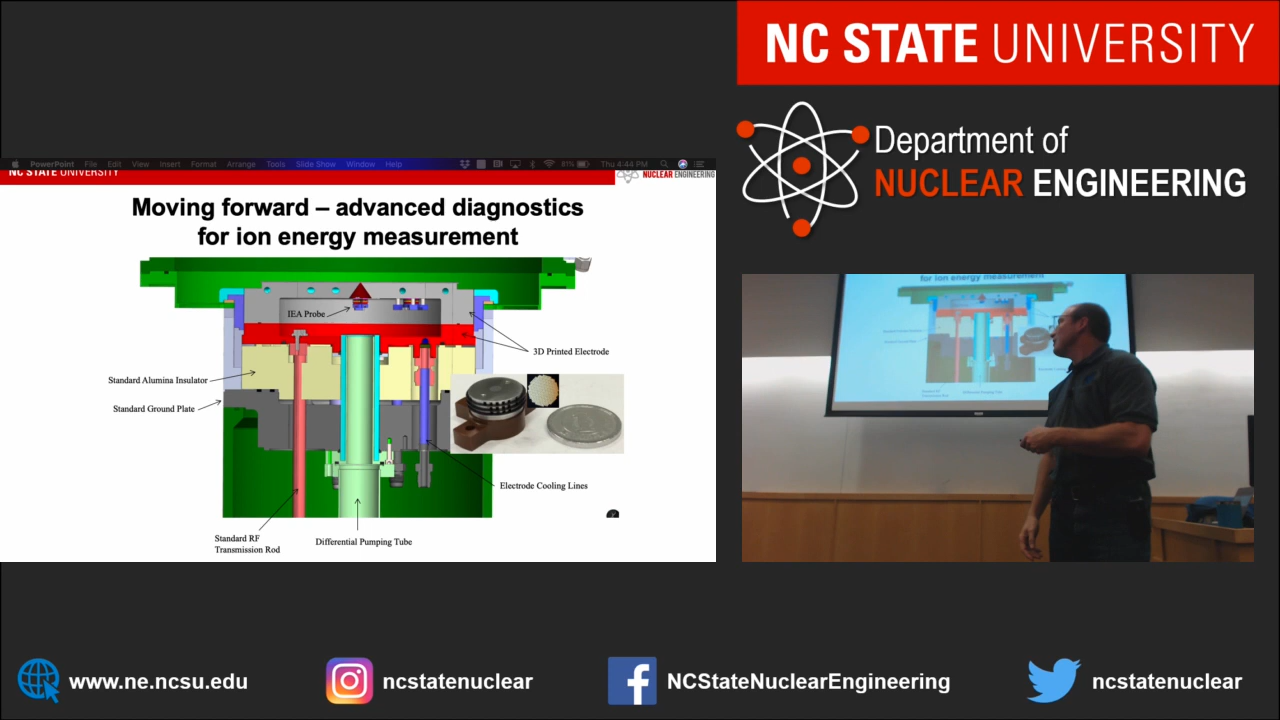 NC STATE UNIVERSITY
Department of
NUCLEAR ENGINEERING
PowerPoint File Edit View Insert Format Arrange Tools Slide Show Window Help
81% Thu 4:44 PM
NC STATE UNIVERSITY
NUCLEAR ENGINEERING
Moving forward – advanced diagnostics
for ion energy measurement
IEA Probe
3D Printed Electrode
Standard Alumina Insulator
Standard Ground Plate
Electrode Cooling Lines
Standard RF
Transmission Rod
Differential Pumping Tube
for ion energy measurement
www.ne.ncsu.edu
ncstatenuclear
NCStateNuclearEngineering
ncstatenuclear